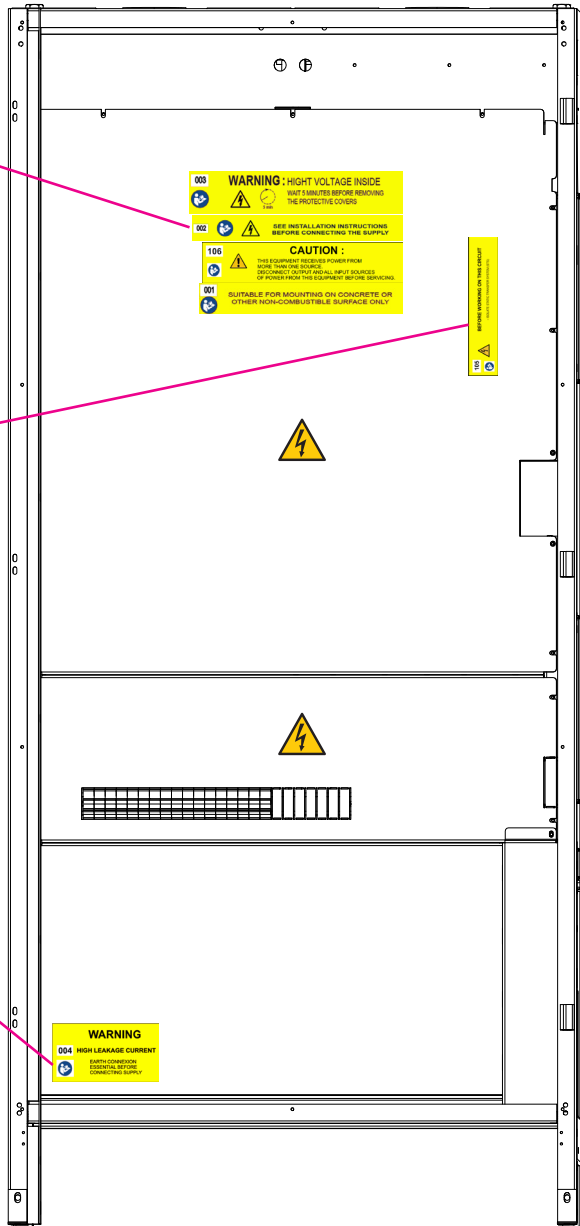 003
WARNING : HIGHT VOLTAGE INSIDE
WAIT 5 MINUTES BEFORE REMOVING
THE PROTECTIVE COVERS
5 min
002
SEE INSTALLATION INSTRUCTIONS
BEFORE CONNECTING THE SUPPLY
106
CAUTION :
THIS EQUIPMENT RECEIVES POWER FROM
MORE THAN ONE SOURCE,
DISCONNECT OUTPUT AND ALL INPUT SOURCES
OF POWER FROM THIS EQUIPMENT BEFORE SERVICING.
001
SUITABLE FOR MOUNTING ON CONCRETE OR
OTHER NON-COMBUSTIBLE SURFACE ONLY
105
BEFORE WORKING ON THIS CIRCUIT
WARNING
004 HIGH LEAKAGE CURRENT
EARTH CONNEXION
ESSENTIAL BEFORE
CONNECTING SUPPLY